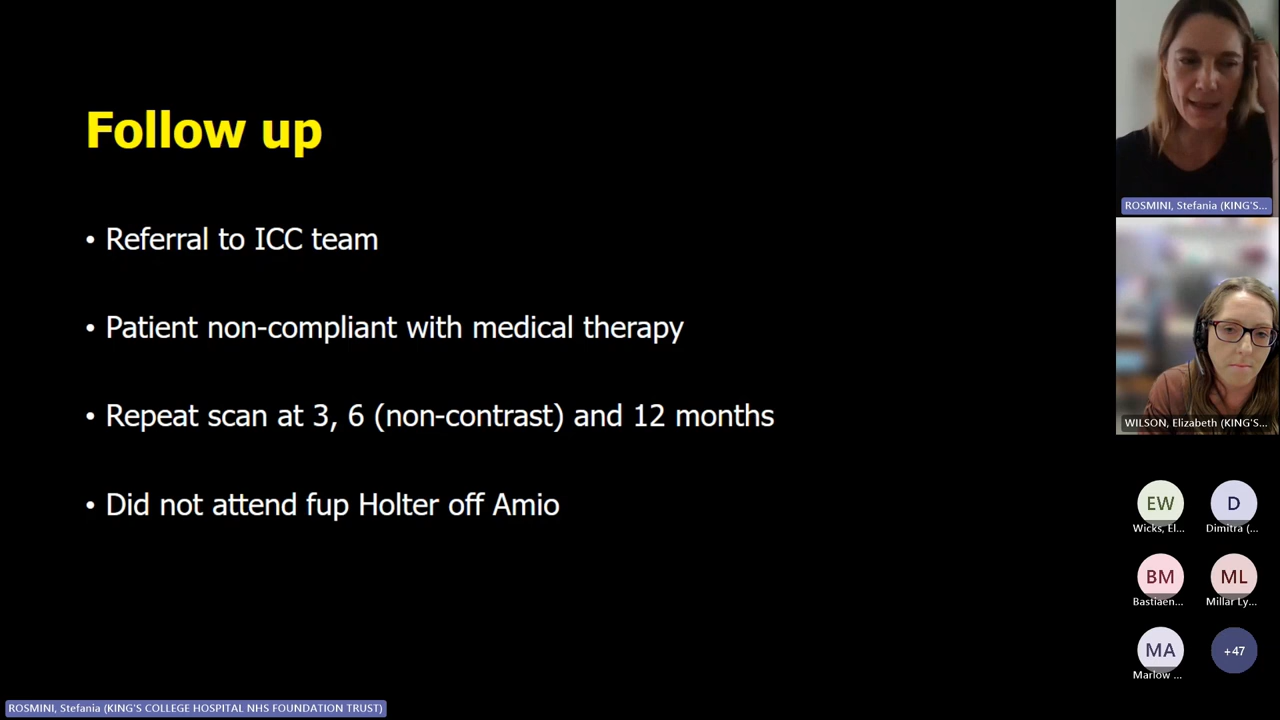 Follow up
• Referral to ICC team
• Patient non-compliant with medical therapy
• Repeat scan at 3, 6 (non-contrast) and 12 months
• Did not attend fup Holter off Amio
ROSMINI, Stefania (KING'S COLLEGE HOSPITAL NHS FOUNDATION TRUST)
ROSMINI, Stefania (KING'S...
WILSON, Elizabeth (KING'S...
EW
Wicks, El...
D
Dimitra (...
BM
Bastiaen...
ML
Millar Ly...
MA
Marlow ...
+47